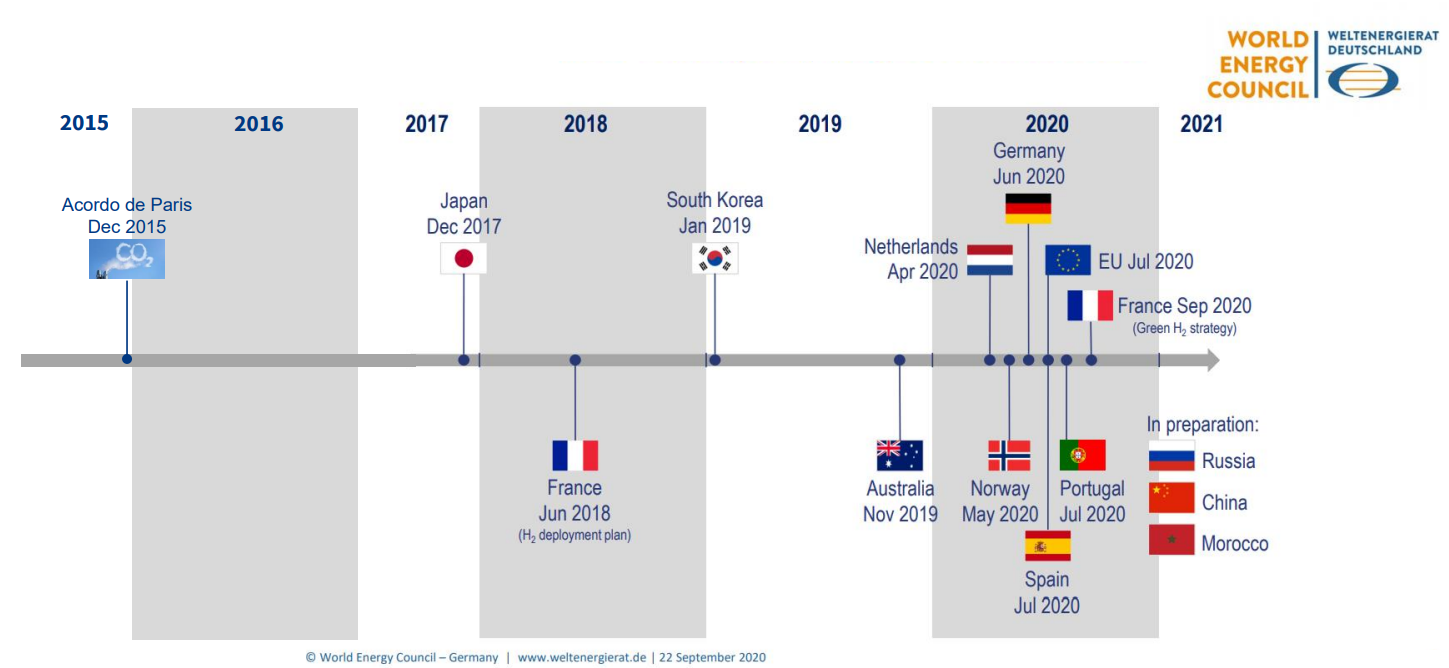 WORLD
ENERGY
COUNCIL
WELTENERGIERAT
DEUTSCHLAND
2015
2016
2017
2018
2019
2020
2021
Acordo de Paris
Dec 2015
CO₂
Japan
Dec 2017
France
Jun 2018
(H₂ deployment plan)
South Korea
Jan 2019
Australia
Nov 2019
Netherlands
Apr 2020
Norway
May 2020
Germany
Jun 2020
EU Jul 2020
Spain
Jul 2020
Portugal
Jul 2020
France Sep 2020
(Green H₂ strategy)
In preparation:
Russia
China
Morocco
© World Energy Council – Germany | www.weltenergierat.de | 22 September 2020